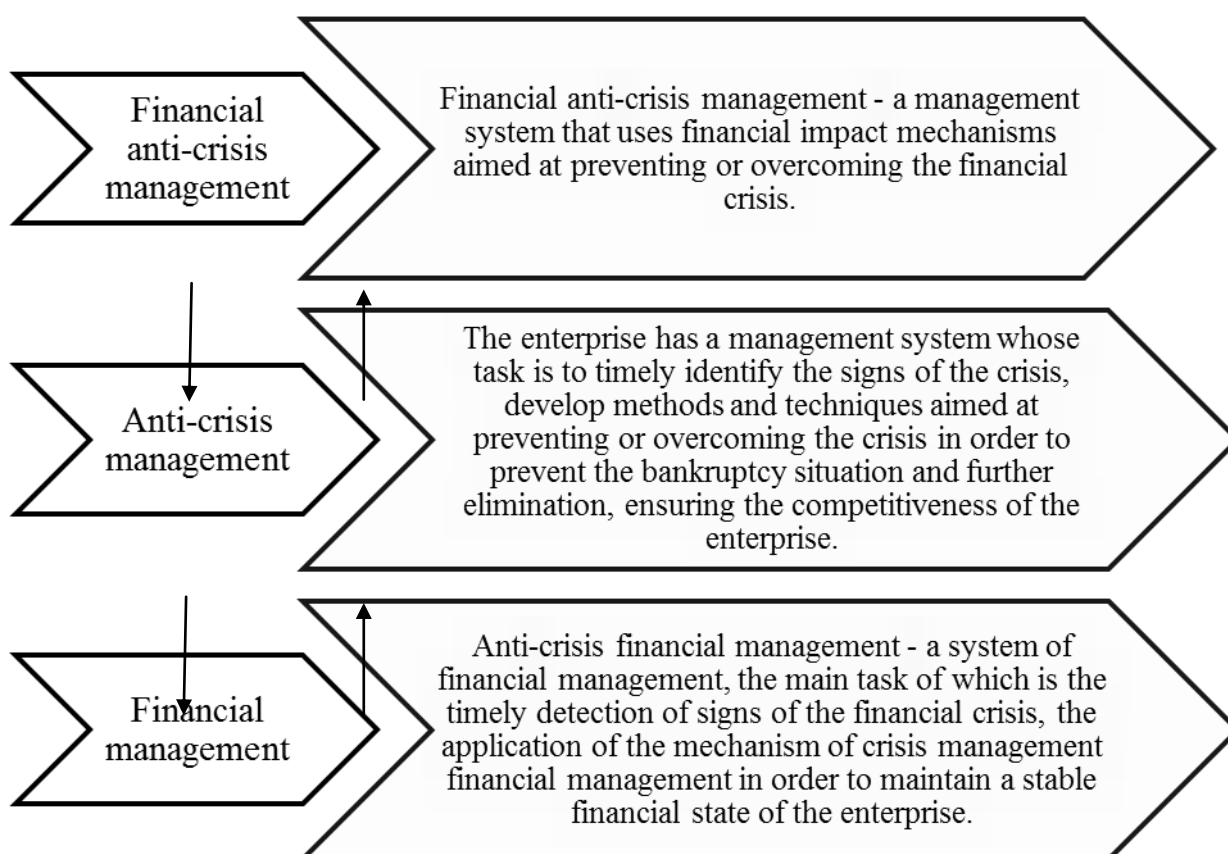 Financial
anti-crisis
management
Financial anti-crisis management - a management
system that uses financial impact mechanisms
aimed at preventing or overcoming the financial
crisis.
Anti-crisis
management
The enterprise has a management system whose
task is to timely identify the signs of the crisis,
develop methods and techniques aimed at
preventing or overcoming the crisis in order to
prevent the bankruptcy situation and further
elimination, ensuring the competitiveness of the
enterprise.
Financial
management
Anti-crisis financial management - a system of
financial management, the main task of which is the
timely detection of signs of the financial crisis, the
application of the mechanism of crisis management
financial management in order to maintain a stable
financial state of the enterprise.